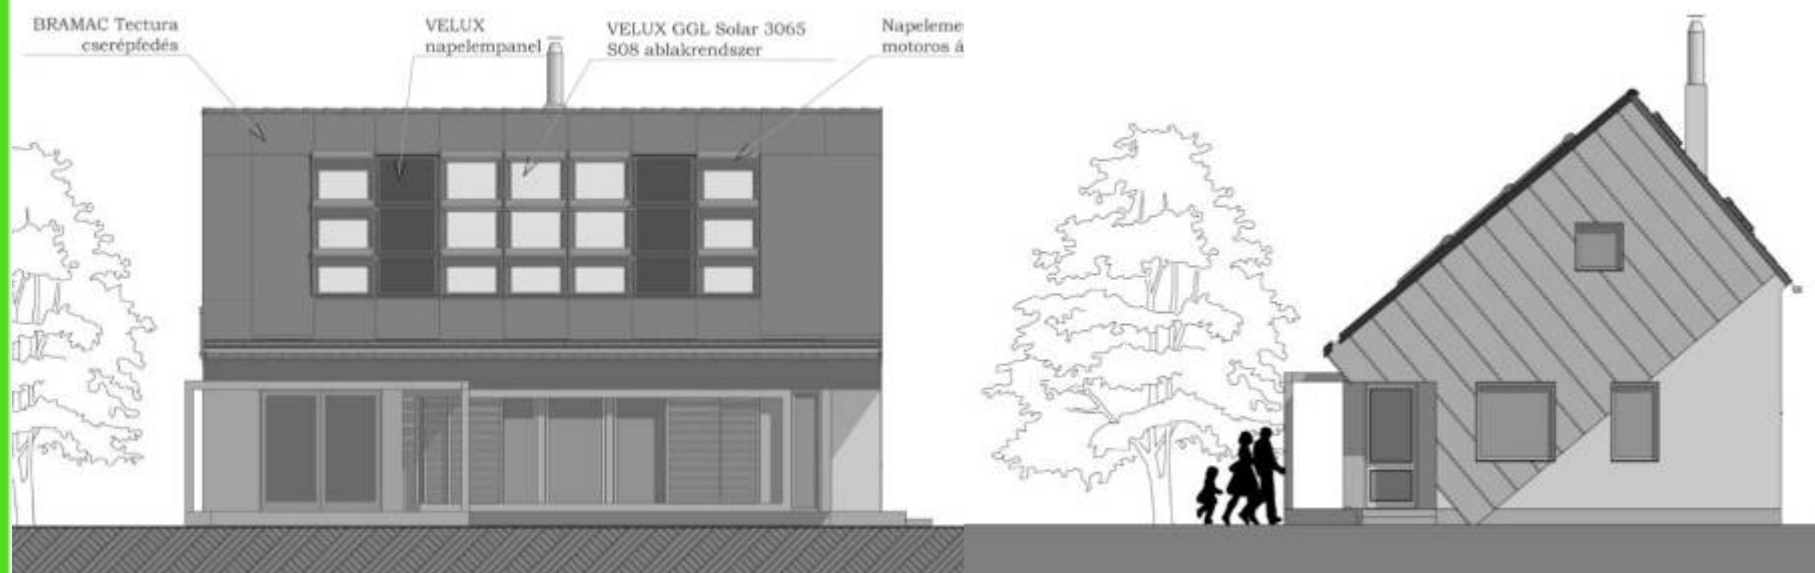 BRAMAC Tectura
cserépfedés
VELUX
napelempanel
VELUX GGL Solar 3065
S08 ablakrendszer
Napeleme
motoros á